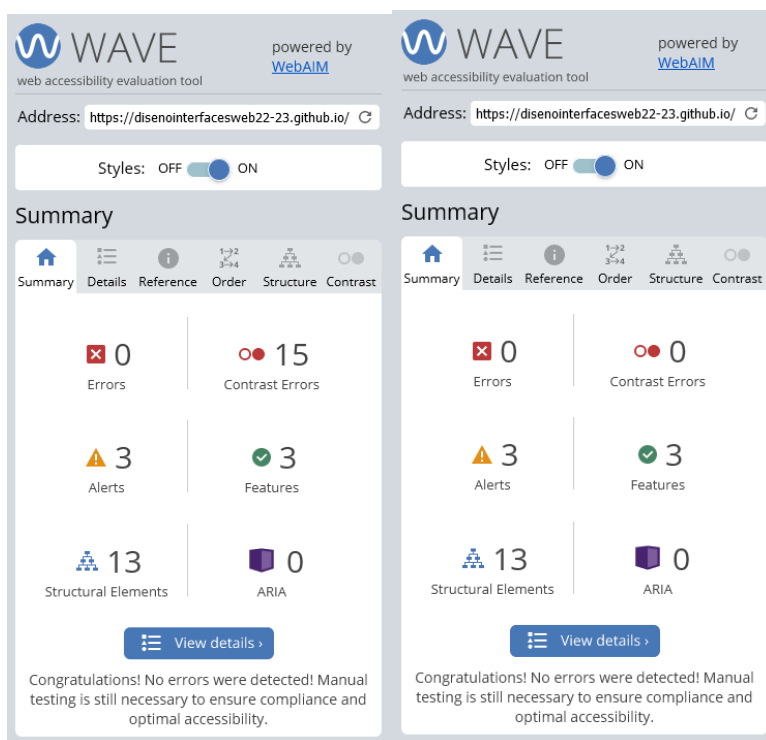 WAVE
powered by
WebAIM
web accessibility evaluation tool
Address: https://disenointerfacesweb22-23.github.io/
Styles: OFF ON
Summary
Summary Details Reference Order Structure Contrast
0 15
Errors Contrast Errors
3 3
Alerts Features
13 0
Structural Elements ARIA
View details ›
Congratulations! No errors were detected! Manual
testing is still necessary to ensure compliance and
optimal accessibility.
WAVE
powered by
WebAIM
web accessibility evaluation tool
Address: https://disenointerfacesweb22-23.github.io/
Styles: OFF ON
Summary
Summary Details Reference Order Structure Contrast
0 0
Errors Contrast Errors
3 3
Alerts Features
13 0
Structural Elements ARIA
View details ›
Congratulations! No errors were detected! Manual
testing is still necessary to ensure compliance and
optimal accessibility.